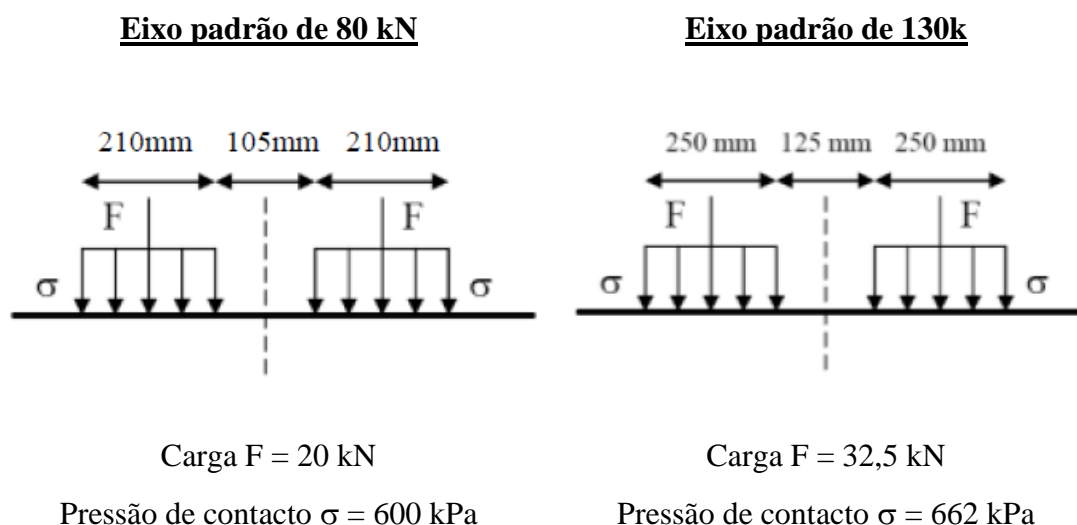 Eixo padrão de 80 kN
Eixo padrão de 130k
210mm 105mm 210mm
250 mm 125 mm 250 mm
F F
F F
σ σ
σ σ
Carga F = 20 kN
Carga F = 32,5 kN
Pressão de contacto σ = 600 kPa
Pressão de contacto σ = 662 kPa